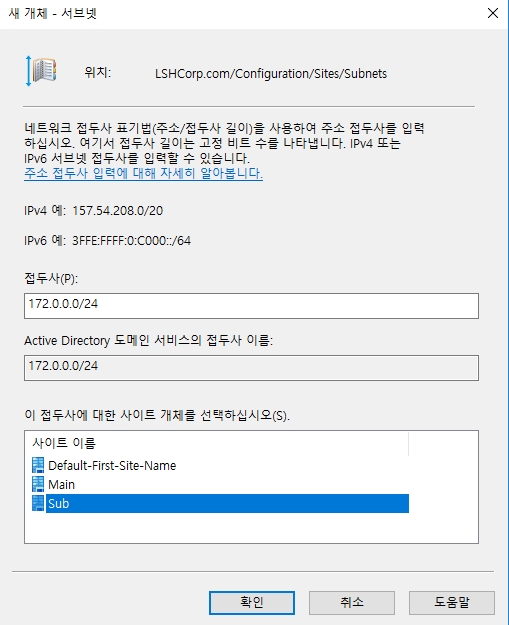 새 개체 - 서브넷
위치: LSHCorp.com/Configuration/Sites/Subnets
네트워크 접두사 표기법(주소/접두사 길이)을 사용하여 주소 접두사를 입력
하십시오. 여기서 접두사 길이는 고정 비트 수를 나타냅니다. IPv4 또는
IPv6 서브넷 접두사를 입력할 수 있습니다.
주소 접두사 입력에 대해 자세히 알아봅니다.
IPv4 예: 157.54.208.0/20
IPv6 예: 3FFE:FFFF:0:C000::/64
접두사(P):
172.0.0.0/24
Active Directory 도메인 서비스의 접두사 이름:
172.0.0.0/24
이 접두사에 대한 사이트 개체를 선택하십시오(S).
사이트 이름
Default-First-Site-Name
Main
Sub
확인 취소 도움말